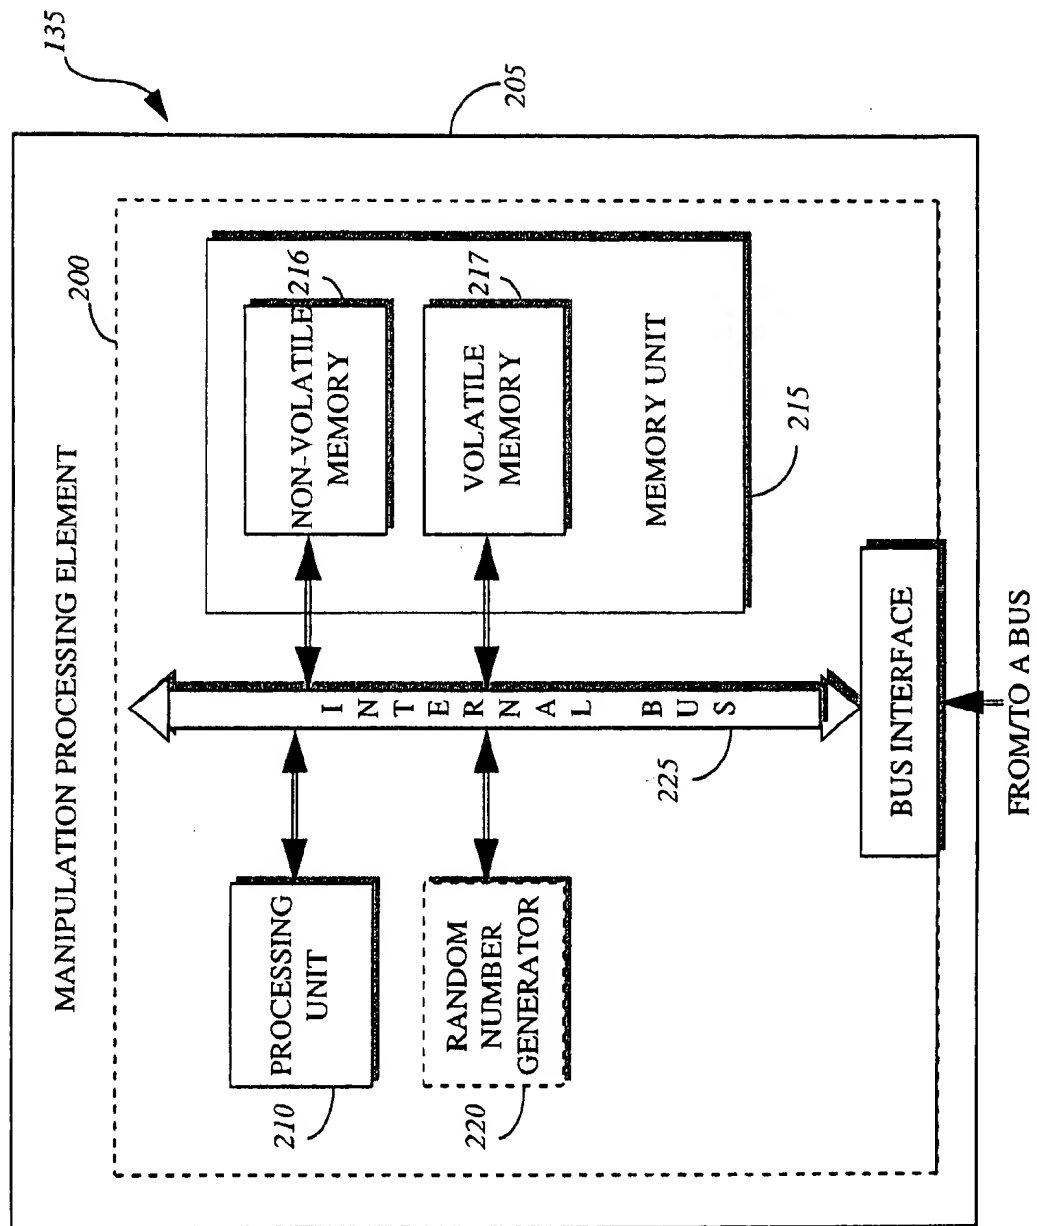 135
205
MANIPULATION PROCESSING ELEMENT
200
PROCESSING
UNIT
210
RANDOM
NUMBER
GENERATOR
220
INTERNAL BUS
225
NON-VOLATILE
MEMORY
216
VOLATILE
MEMORY
217
MEMORY UNIT
215
BUS INTERFACE
FROM/TO A BUS